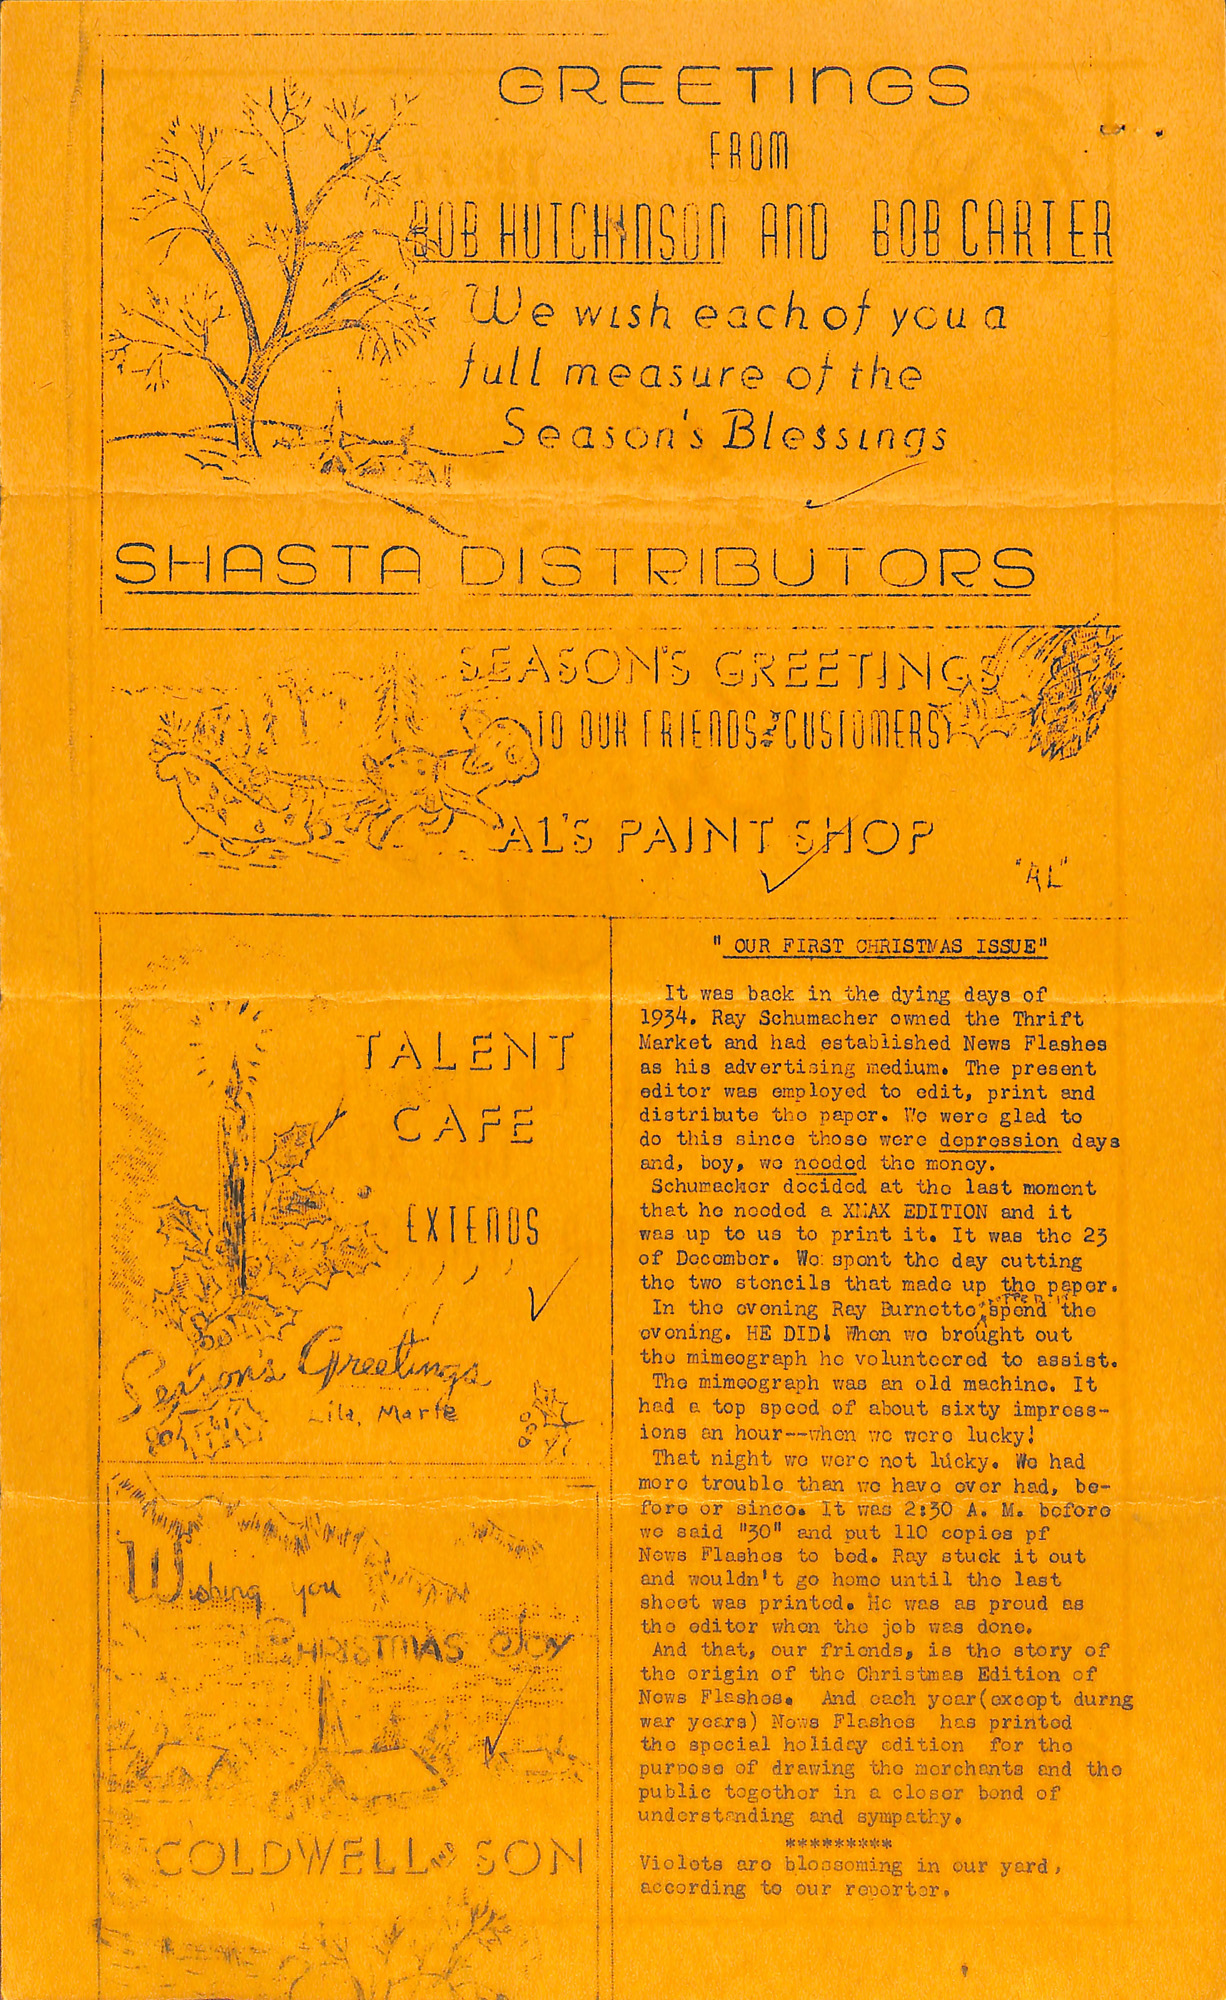 GREETINGS
FROM
BOB HUTCHINSON AND BOB CARTER
We wish each of you a
full measure of the
Season's Blessings
SHASTA DISTRIBUTORS
SEASON'S GREETINGS
TO OUR FRIENDS & CUSTOMERS
AL'S PAINT SHOP
"AL"
TALENT
CAFE
EXTENDS
Season's Greetings
Lila, Marie
Wishing you
CHRISTMAS Joy
COLDWELL AND SON
" OUR FIRST CHRISTMAS ISSUE"
It was back in the dying days of
1934. Ray Schumacher owned the Thrift
Market and had established News Flashes
as his advertising medium. The present
editor was employed to edit, print and
distribute the paper. We were glad to
do this since those were depression days
and, boy, we needed the money.
Schumacher decided at the last moment
that he needed a XMAX EDITION and it
was up to us to print it. It was the 23
of December. We spent the day cutting
the two stencils that made up the paper.
In the evening Ray Burnette spend the
evening. HE DID! When we brought out
the mimeograph he volunteered to assist.
The mimeograph was an old machine. It
had a top speed of about sixty impress-
ions an hour--when we were lucky!
That night we were not lucky. We had
more trouble than we have ever had, be-
fore or since. It was 2:30 A. M. before
we said "30" and put 110 copies pf
News Flashes to bed. Ray stuck it out
and wouldn't go home until the last
sheet was printed. He was as proud as
the editor when the job was done.
And that, our friends, is the story of
the origin of the Christmas Edition of
News Flashes. And each year(except durng
war years) News Flashes has printed
the special holiday edition for the
purpose of drawing the merchants and the
public together in a closer bond of
understanding and sympathy.
*********
Violets are blossoming in our yard,
according to our reporter.